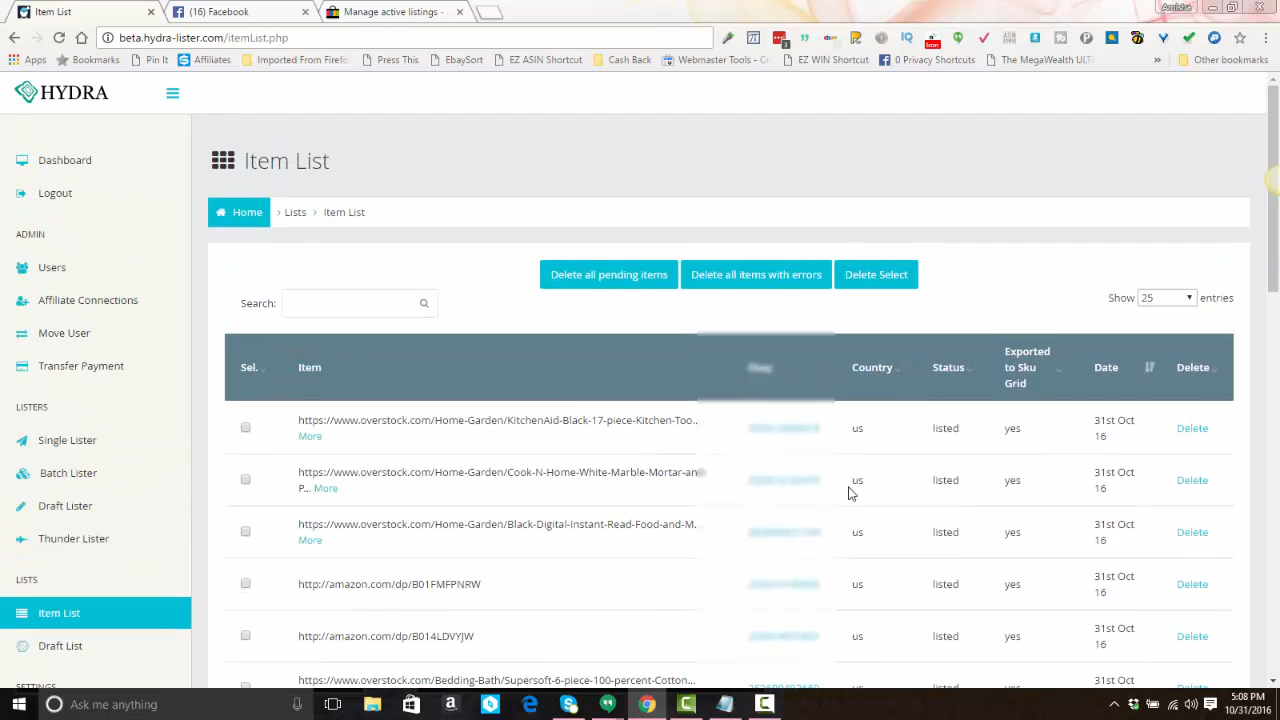 Item List
(16) Facebook
Manage active listings -
beta.hydra-lister.com/itemList.php
Apps
Bookmarks
Pin It
Affiliates
Imported From Firefo
Press This
EbaySort
EZ ASIN Shortcut
Cash Back
Webmaster Tools - C
EZ WIN Shortcut
0 Privacy Shortcuts
The MegaWealth ULTI
Other bookmarks
HYDRA
Dashboard
Logout
ADMIN
Users
Affiliate Connections
Move User
Transfer Payment
LISTERS
Single Lister
Batch Lister
Draft Lister
Thunder Lister
LISTS
Item List
Draft List
SETTINGS
Item List
Home > Lists > Item List
Delete all pending items
Delete all items with errors
Delete Select
Search:
Show 25 entries
Sel. Item Country Status Exported to Sku Grid Date Delete
https://www.overstock.com/Home-Garden/KitchenAid-Black-17-piece-Kitchen-Too...
More
us listed yes 31st Oct 16 Delete
https://www.overstock.com/Home-Garden/Cook-N-Home-White-Marble-Mortar-an
P... More
us listed yes 31st Oct 16 Delete
https://www.overstock.com/Home-Garden/Black-Digital-Instant-Read-Food-and-M...
More
us listed yes 31st Oct 16 Delete
http://amazon.com/dp/B01FMFPNRW us listed yes 31st Oct 16 Delete
http://amazon.com/dp/B014LDVYJW us listed yes 31st Oct 16 Delete
https://www.overstock.com/Bedding-Bath/Supersoft-6-piece-100-percent-Cotton...
Ask me anything
5:08 PM
10/31/2016